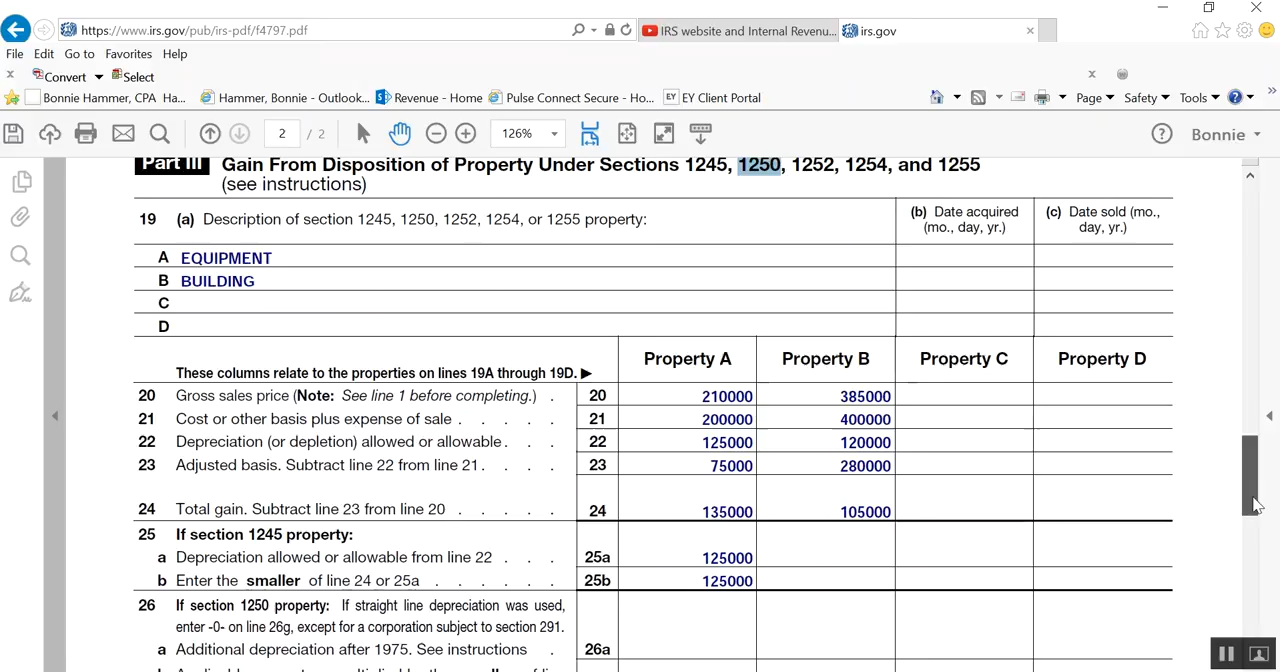 https://www.irs.gov/pub/irs-pdf/f4797.pdf
IRS website and Internal Revenu...
irs.gov
File Edit Go to Favorites Help
Convert Select
Bonnie Hammer, CPA Ha... Hammer, Bonnie - Outlook... Revenue - Home Pulse Connect Secure - Ho... EY EY Client Portal Page Safety Tools
2 / 2 126% Bonnie
Part III Gain From Disposition of Property Under Sections 1245, 1250, 1252, 1254, and 1255
(see instructions)
19 (a) Description of section 1245, 1250, 1252, 1254, or 1255 property: (b) Date acquired (mo., day, yr.) (c) Date sold (mo., day, yr.)
A EQUIPMENT
B BUILDING
C
D
These columns relate to the properties on lines 19A through 19D. ▶ Property A Property B Property C Property D
20 Gross sales price (Note: See line 1 before completing.) . 20 210000 385000
21 Cost or other basis plus expense of sale . . . . . 21 200000 400000
22 Depreciation (or depletion) allowed or allowable . . . 22 125000 120000
23 Adjusted basis. Subtract line 22 from line 21 . . . . 23 75000 280000
24 Total gain. Subtract line 23 from line 20 . . . . . 24 135000 105000
25 If section 1245 property:
a Depreciation allowed or allowable from line 22 . . . 25a 125000
b Enter the smaller of line 24 or 25a . . . . . . 25b 125000
26 If section 1250 property: If straight line depreciation was used,
enter -0- on line 26g, except for a corporation subject to section 291.
a Additional depreciation after 1975. See instructions . 26a